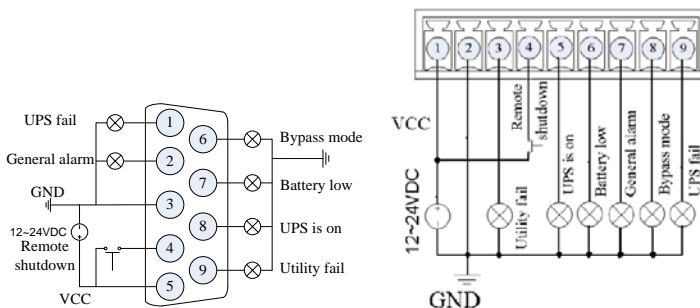 UPS fail
General alarm
GND
12~24VDC
Remote
shutdown
VCC
1
2
3
4
5
6
7
8
9
Bypass mode
Battery low
UPS is on
Utility fail
1 2 3 4 5 6 7 8 9
VCC
12~24VDC
Utility fail
Remote
shutdown
UPS is on
Battery low
General alarm
Bypass mode
UPS fail
GND